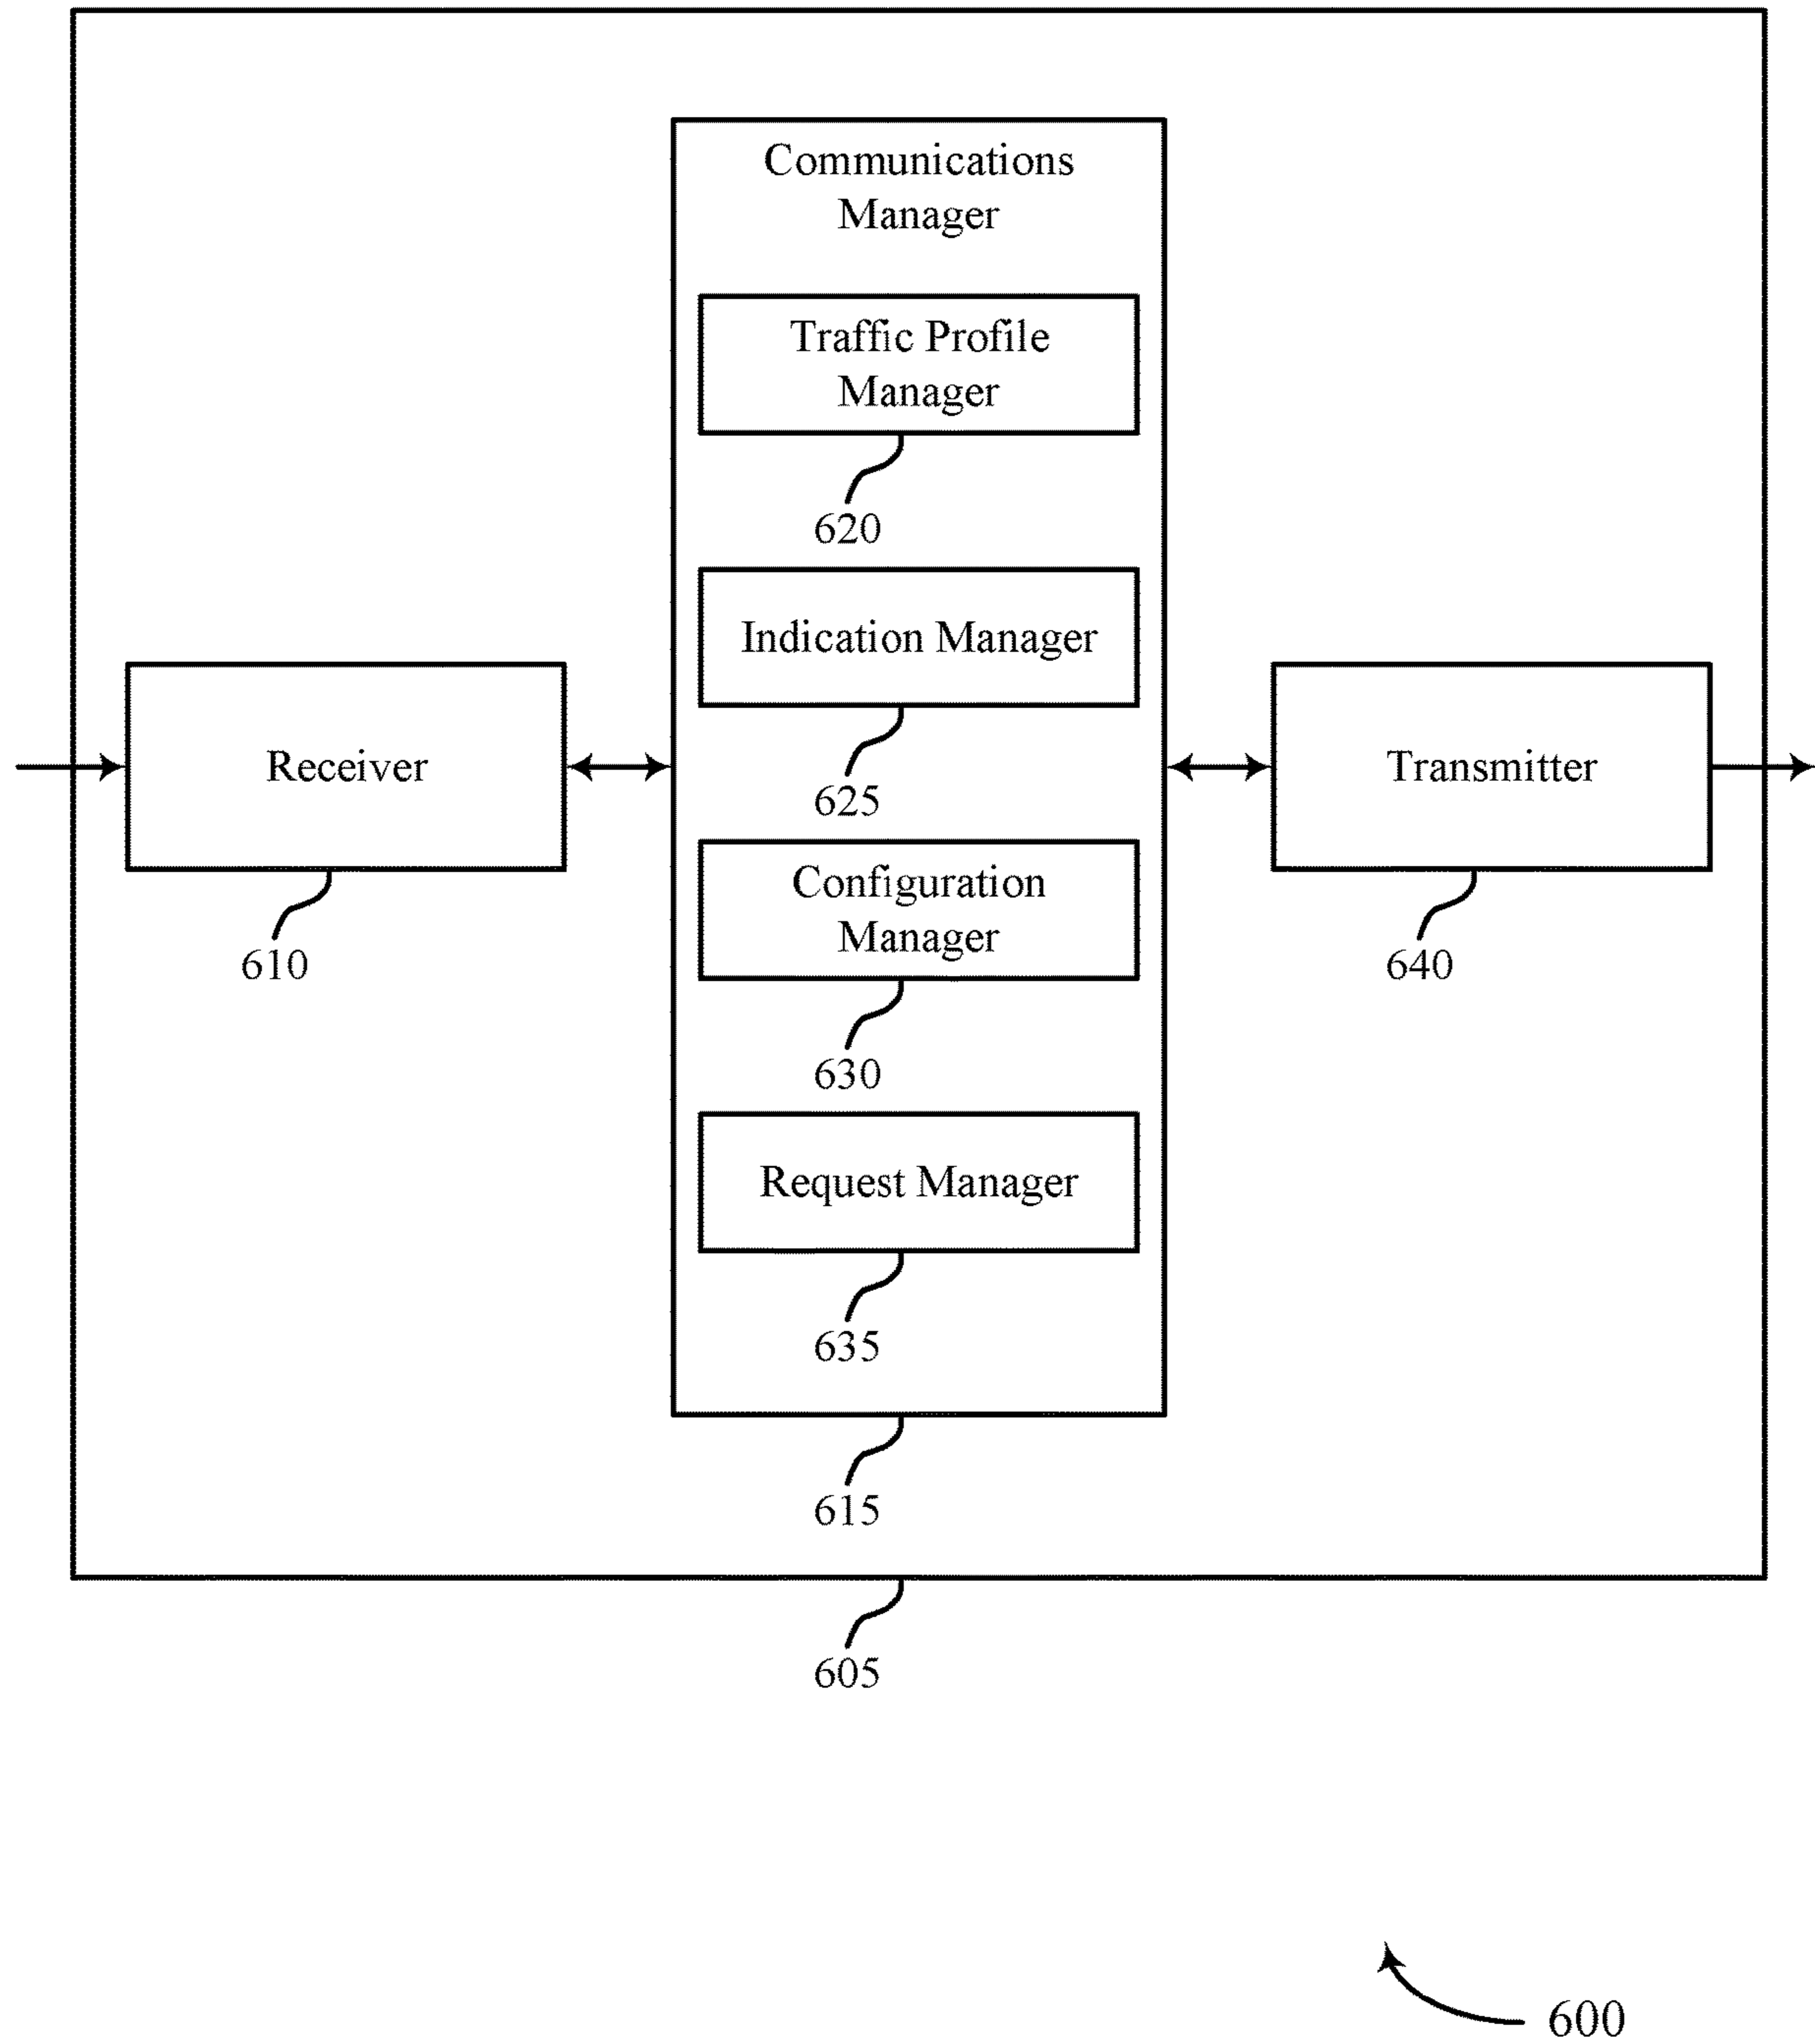 Communications
Manager
Traffic Profile
Manager
620
Indication Manager
625
Receiver
610
Transmitter
640
Configuration
Manager
630
Request Manager
635
615
605
600